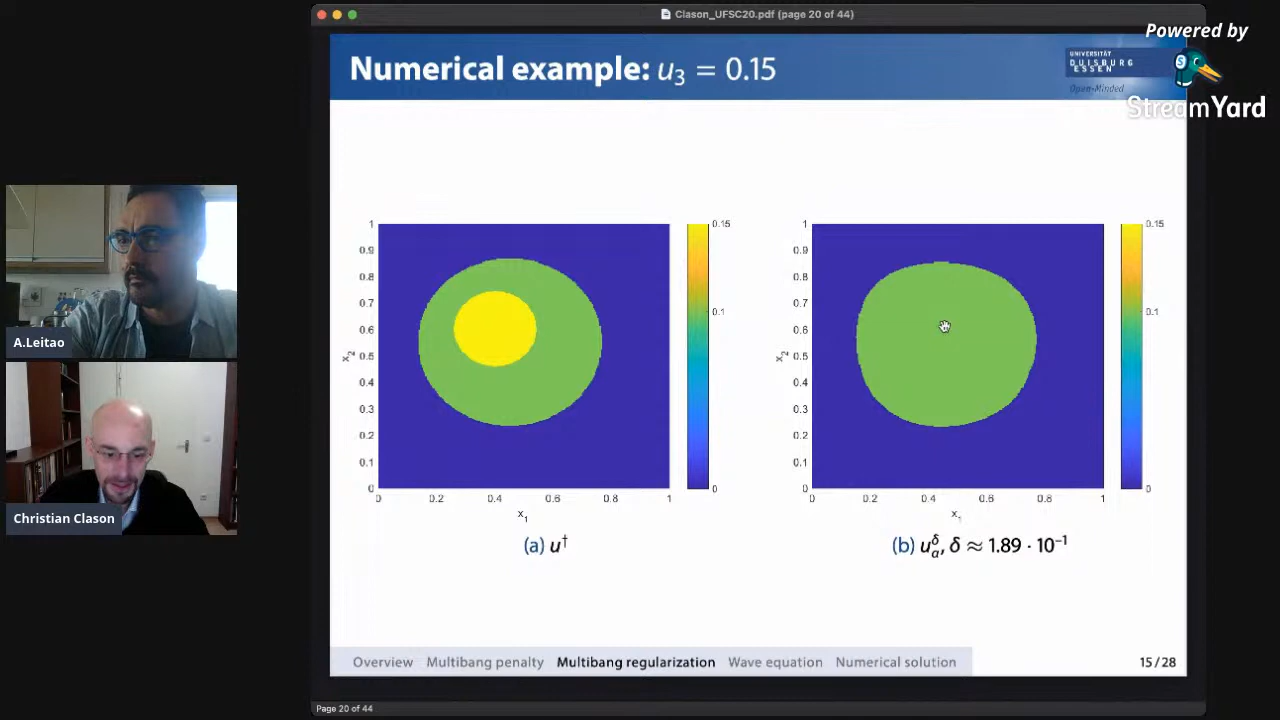 Clason_UFSC20.pdf (page 20 of 44)
Powered by
StreamYard
Numerical example: u₃ = 0.15
UNIVERSITÄT
DUISBURG
ESSEN
Open-Minded
A.Leitao
Christian Clason
1
0.9
0.8
0.7
0.6
0.5
0.4
0.3
0.2
0.1
0
x₂
0 0.2 0.4 0.6 0.8 1
x₁
0.15
0.1
0
(a) u†
1
0.9
0.8
0.7
0.6
0.5
0.4
0.3
0.2
0.1
0
x₂
0 0.2 0.4 0.6 0.8 1
x₁
0.15
0.1
0
(b) u_α^δ, δ ≈ 1.89 · 10⁻¹
Overview Multibang penalty Multibang regularization Wave equation Numerical solution 15 / 28
Page 20 of 44